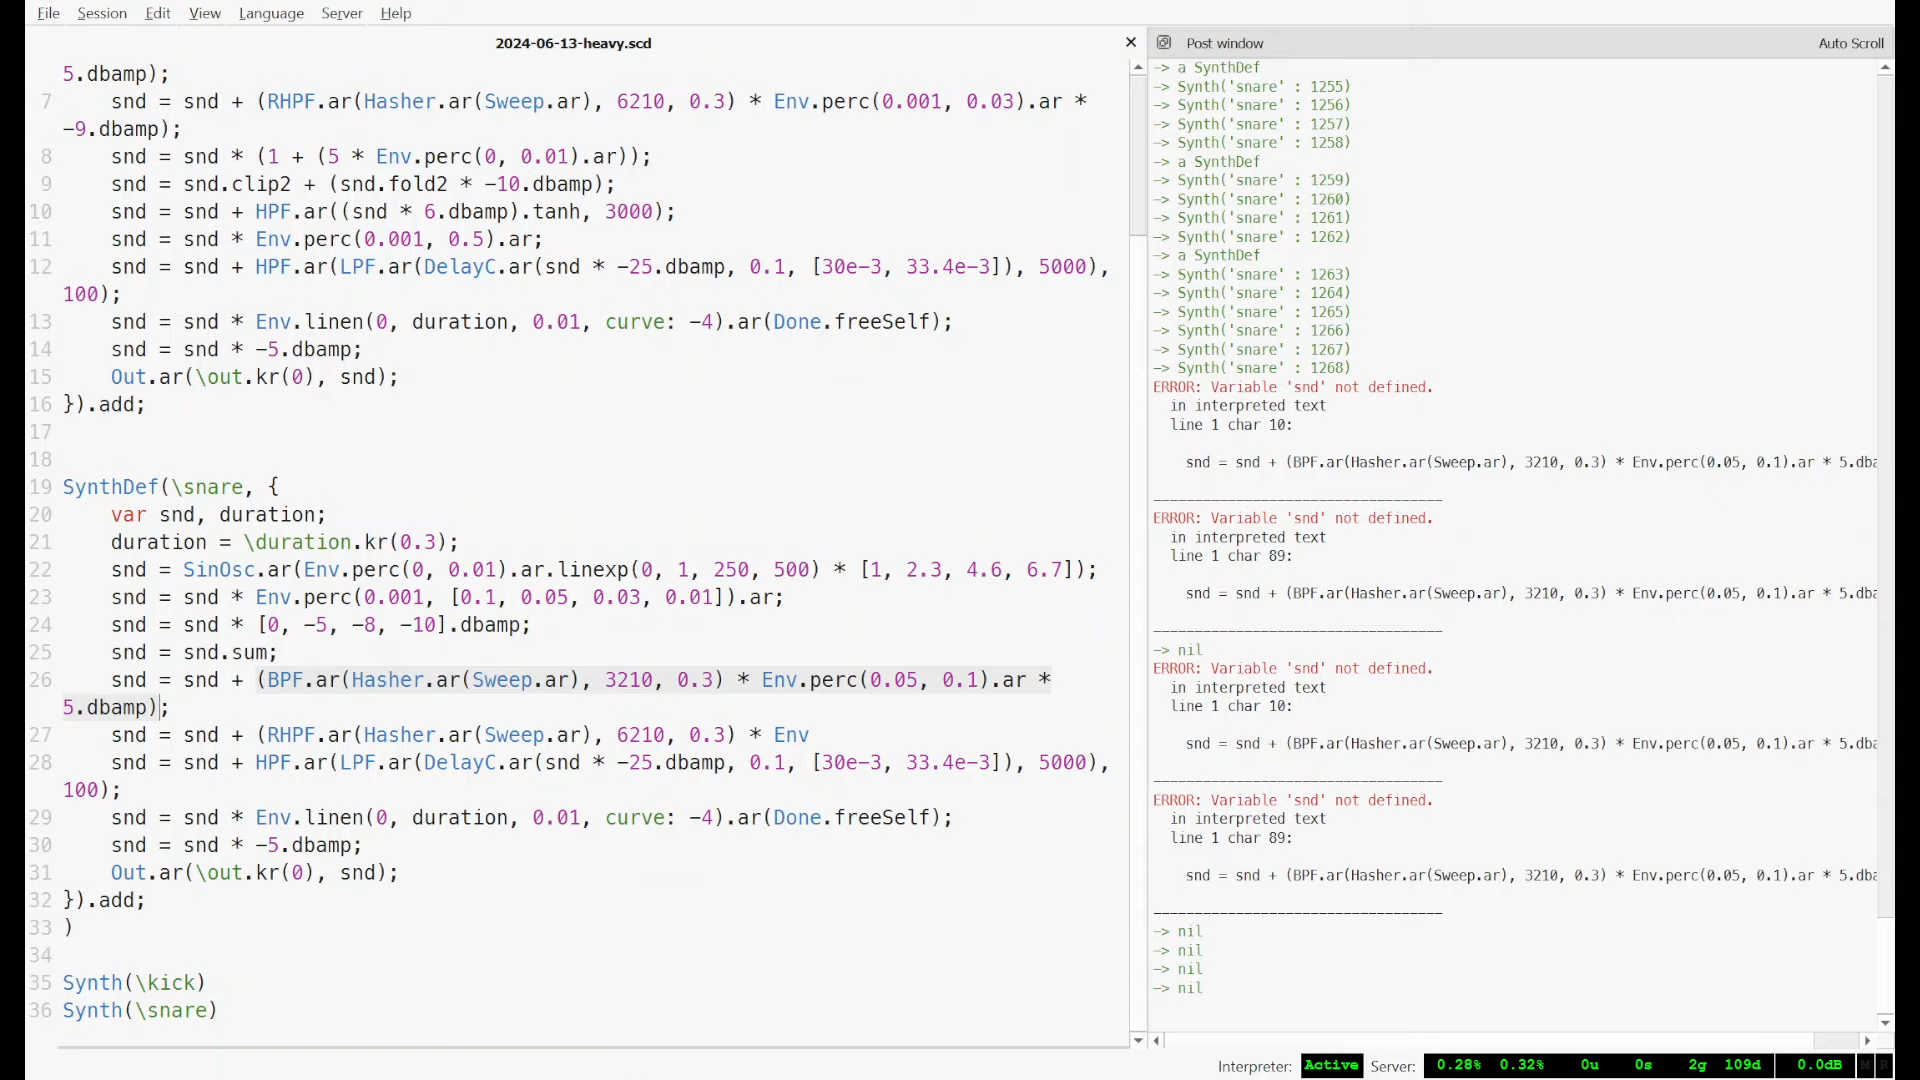 File Session Edit View Language Server Help
2024-06-13-heavy.scd
5.dbamp);
7 snd = snd + (RHPF.ar(Hasher.ar(Sweep.ar), 6210, 0.3) * Env.perc(0.001, 0.03).ar *
-9.dbamp);
8 snd = snd * (1 + (5 * Env.perc(0, 0.01).ar));
9 snd = snd.clip2 + (snd.fold2 * -10.dbamp);
10 snd = snd + HPF.ar((snd * 6.dbamp).tanh, 3000);
11 snd = snd * Env.perc(0.001, 0.5).ar;
12 snd = snd + HPF.ar(LPF.ar(DelayC.ar(snd * -25.dbamp, 0.1, [30e-3, 33.4e-3]), 5000),
100);
13 snd = snd * Env.linen(0, duration, 0.01, curve: -4).ar(Done.freeSelf);
14 snd = snd * -5.dbamp;
15 Out.ar(\out.kr(0), snd);
16 }).add;
17
18
19 SynthDef(\snare, {
20 var snd, duration;
21 duration = \duration.kr(0.3);
22 snd = SinOsc.ar(Env.perc(0, 0.01).ar.linexp(0, 1, 250, 500) * [1, 2.3, 4.6, 6.7]);
23 snd = snd * Env.perc(0.001, [0.1, 0.05, 0.03, 0.01]).ar;
24 snd = snd * [0, -5, -8, -10].dbamp;
25 snd = snd.sum;
26 snd = snd + (BPF.ar(Hasher.ar(Sweep.ar), 3210, 0.3) * Env.perc(0.05, 0.1).ar *
5.dbamp);
27 snd = snd + (RHPF.ar(Hasher.ar(Sweep.ar), 6210, 0.3) * Env
28 snd = snd + HPF.ar(LPF.ar(DelayC.ar(snd * -25.dbamp, 0.1, [30e-3, 33.4e-3]), 5000),
100);
29 snd = snd * Env.linen(0, duration, 0.01, curve: -4).ar(Done.freeSelf);
30 snd = snd * -5.dbamp;
31 Out.ar(\out.kr(0), snd);
32 }).add;
33 )
34
35 Synth(\kick)
36 Synth(\snare)
Post window Auto Scroll
-> a SynthDef
-> Synth('snare' : 1255)
-> Synth('snare' : 1256)
-> Synth('snare' : 1257)
-> Synth('snare' : 1258)
-> a SynthDef
-> Synth('snare' : 1259)
-> Synth('snare' : 1260)
-> Synth('snare' : 1261)
-> Synth('snare' : 1262)
-> a SynthDef
-> Synth('snare' : 1263)
-> Synth('snare' : 1264)
-> Synth('snare' : 1265)
-> Synth('snare' : 1266)
-> Synth('snare' : 1267)
-> Synth('snare' : 1268)
ERROR: Variable 'snd' not defined.
in interpreted text
line 1 char 10:
snd = snd + (BPF.ar(Hasher.ar(Sweep.ar), 3210, 0.3) * Env.perc(0.05, 0.1).ar * 5.dba
-----------------------------------
ERROR: Variable 'snd' not defined.
in interpreted text
line 1 char 89:
snd = snd + (BPF.ar(Hasher.ar(Sweep.ar), 3210, 0.3) * Env.perc(0.05, 0.1).ar * 5.dba
-----------------------------------
-> nil
ERROR: Variable 'snd' not defined.
in interpreted text
line 1 char 10:
snd = snd + (BPF.ar(Hasher.ar(Sweep.ar), 3210, 0.3) * Env.perc(0.05, 0.1).ar * 5.dba
-----------------------------------
ERROR: Variable 'snd' not defined.
in interpreted text
line 1 char 89:
snd = snd + (BPF.ar(Hasher.ar(Sweep.ar), 3210, 0.3) * Env.perc(0.05, 0.1).ar * 5.dba
-----------------------------------
-> nil
-> nil
-> nil
-> nil
Interpreter: Active Server: 0.28% 0.32% 0u 0s 2g 109d 0.0dB M R